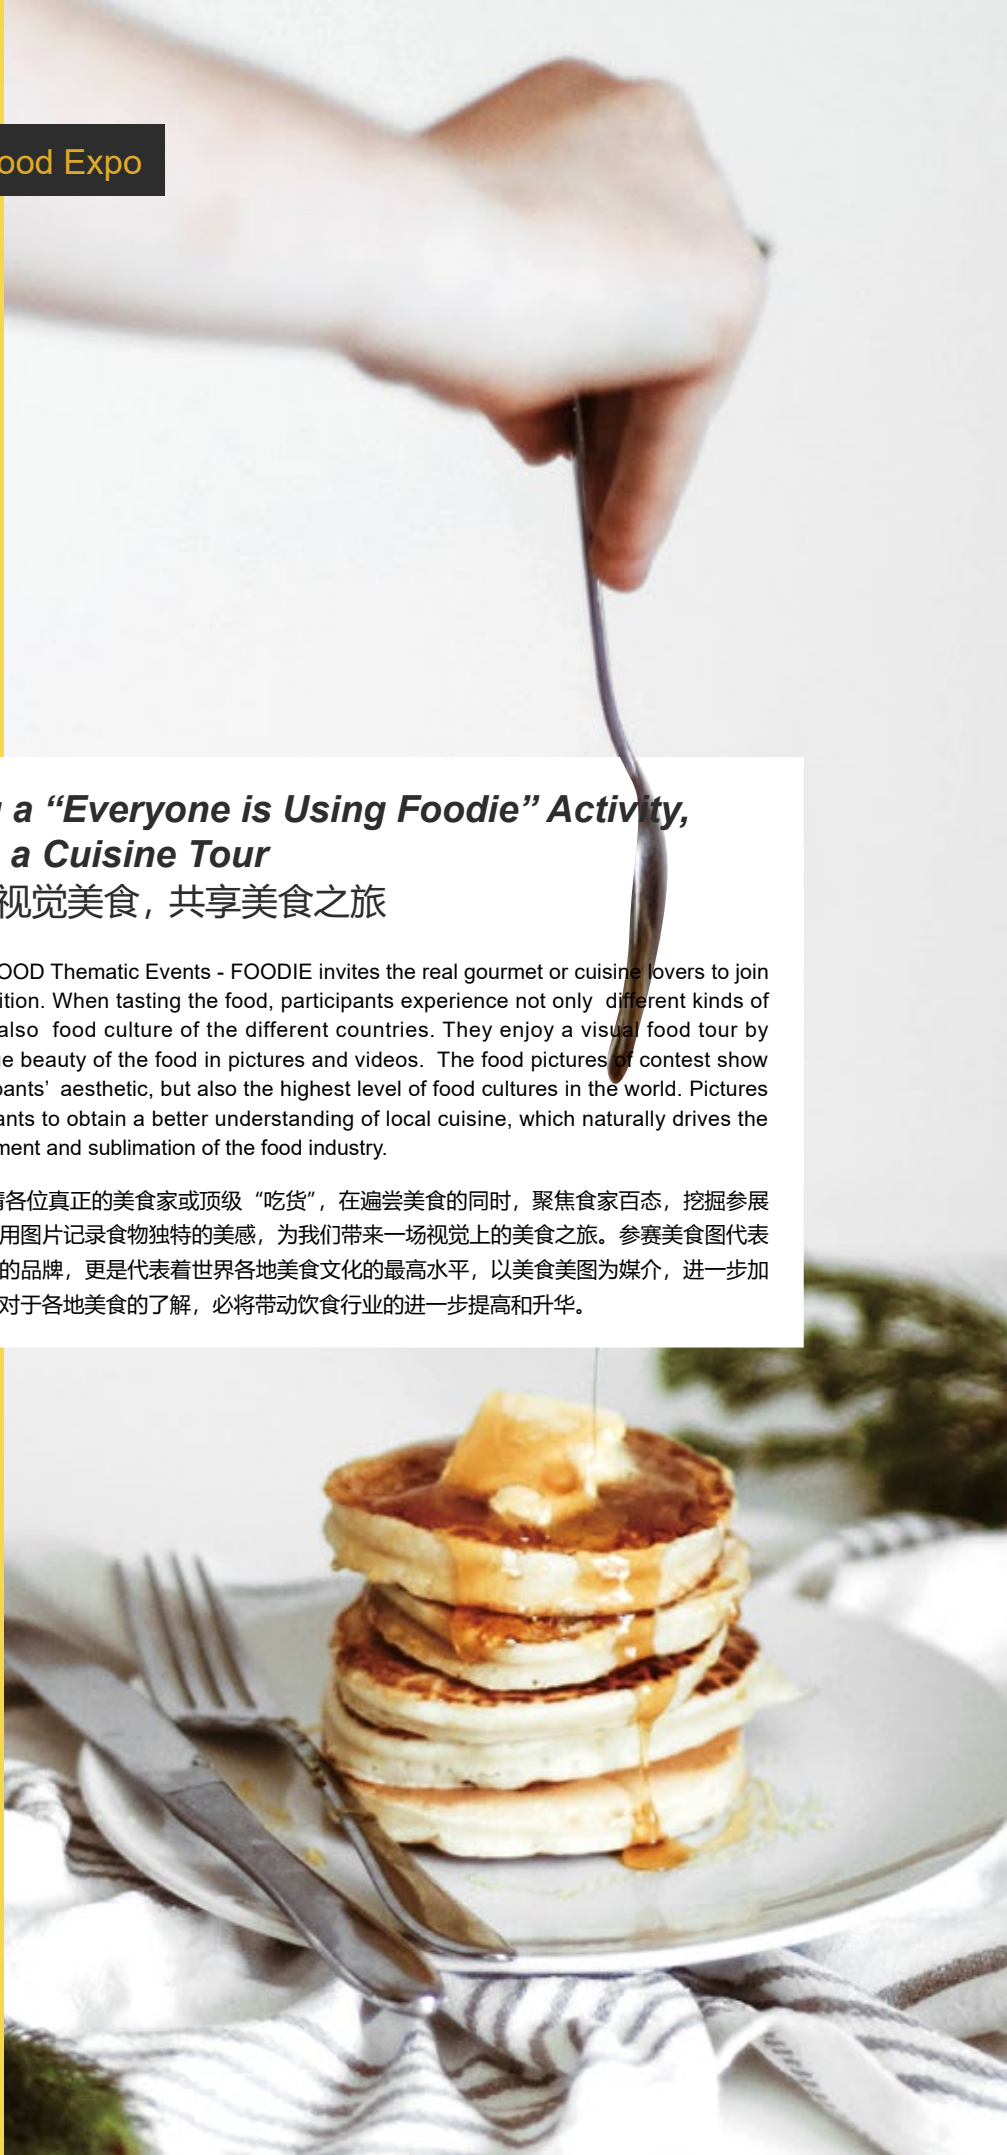 ood Expo
a “Everyone is Using Foodie” Activity,
a Cuisine Tour
视觉美食，共享美食之旅
OOD Thematic Events - FOODIE invites the real gourmet or cuisine lovers to join
ition. When tasting the food, participants experience not only different kinds of
also food culture of the different countries. They enjoy a visual food tour by
e beauty of the food in pictures and videos. The food pictures of contest show
pants’ aesthetic, but also the highest level of food cultures in the world. Pictures
ants to obtain a better understanding of local cuisine, which naturally drives the
ment and sublimation of the food industry.
各位真正的美食家或顶级“吃货”，在遍尝美食的同时，聚焦食家百态，挖掘参展
用图片记录食物独特的美感，为我们带来一场视觉上的美食之旅。参赛美食图代表
的品牌，更是代表着世界各地美食文化的最高水平，以美食美图为媒介，进一步加
对于各地美食的了解，必将带动饮食行业的进一步提高和升华。